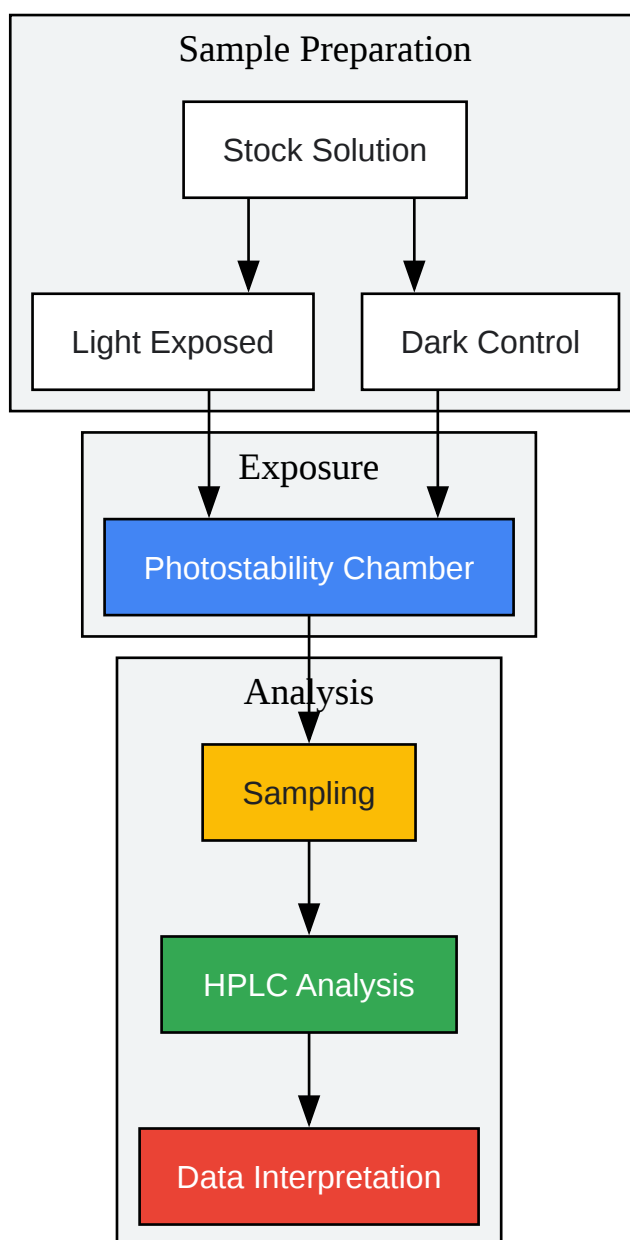 Sample Preparation
Stock Solution
Light Exposed
Dark Control
Exposure
Photostability Chamber
Analysis
Sampling
HPLC Analysis
Data Interpretation